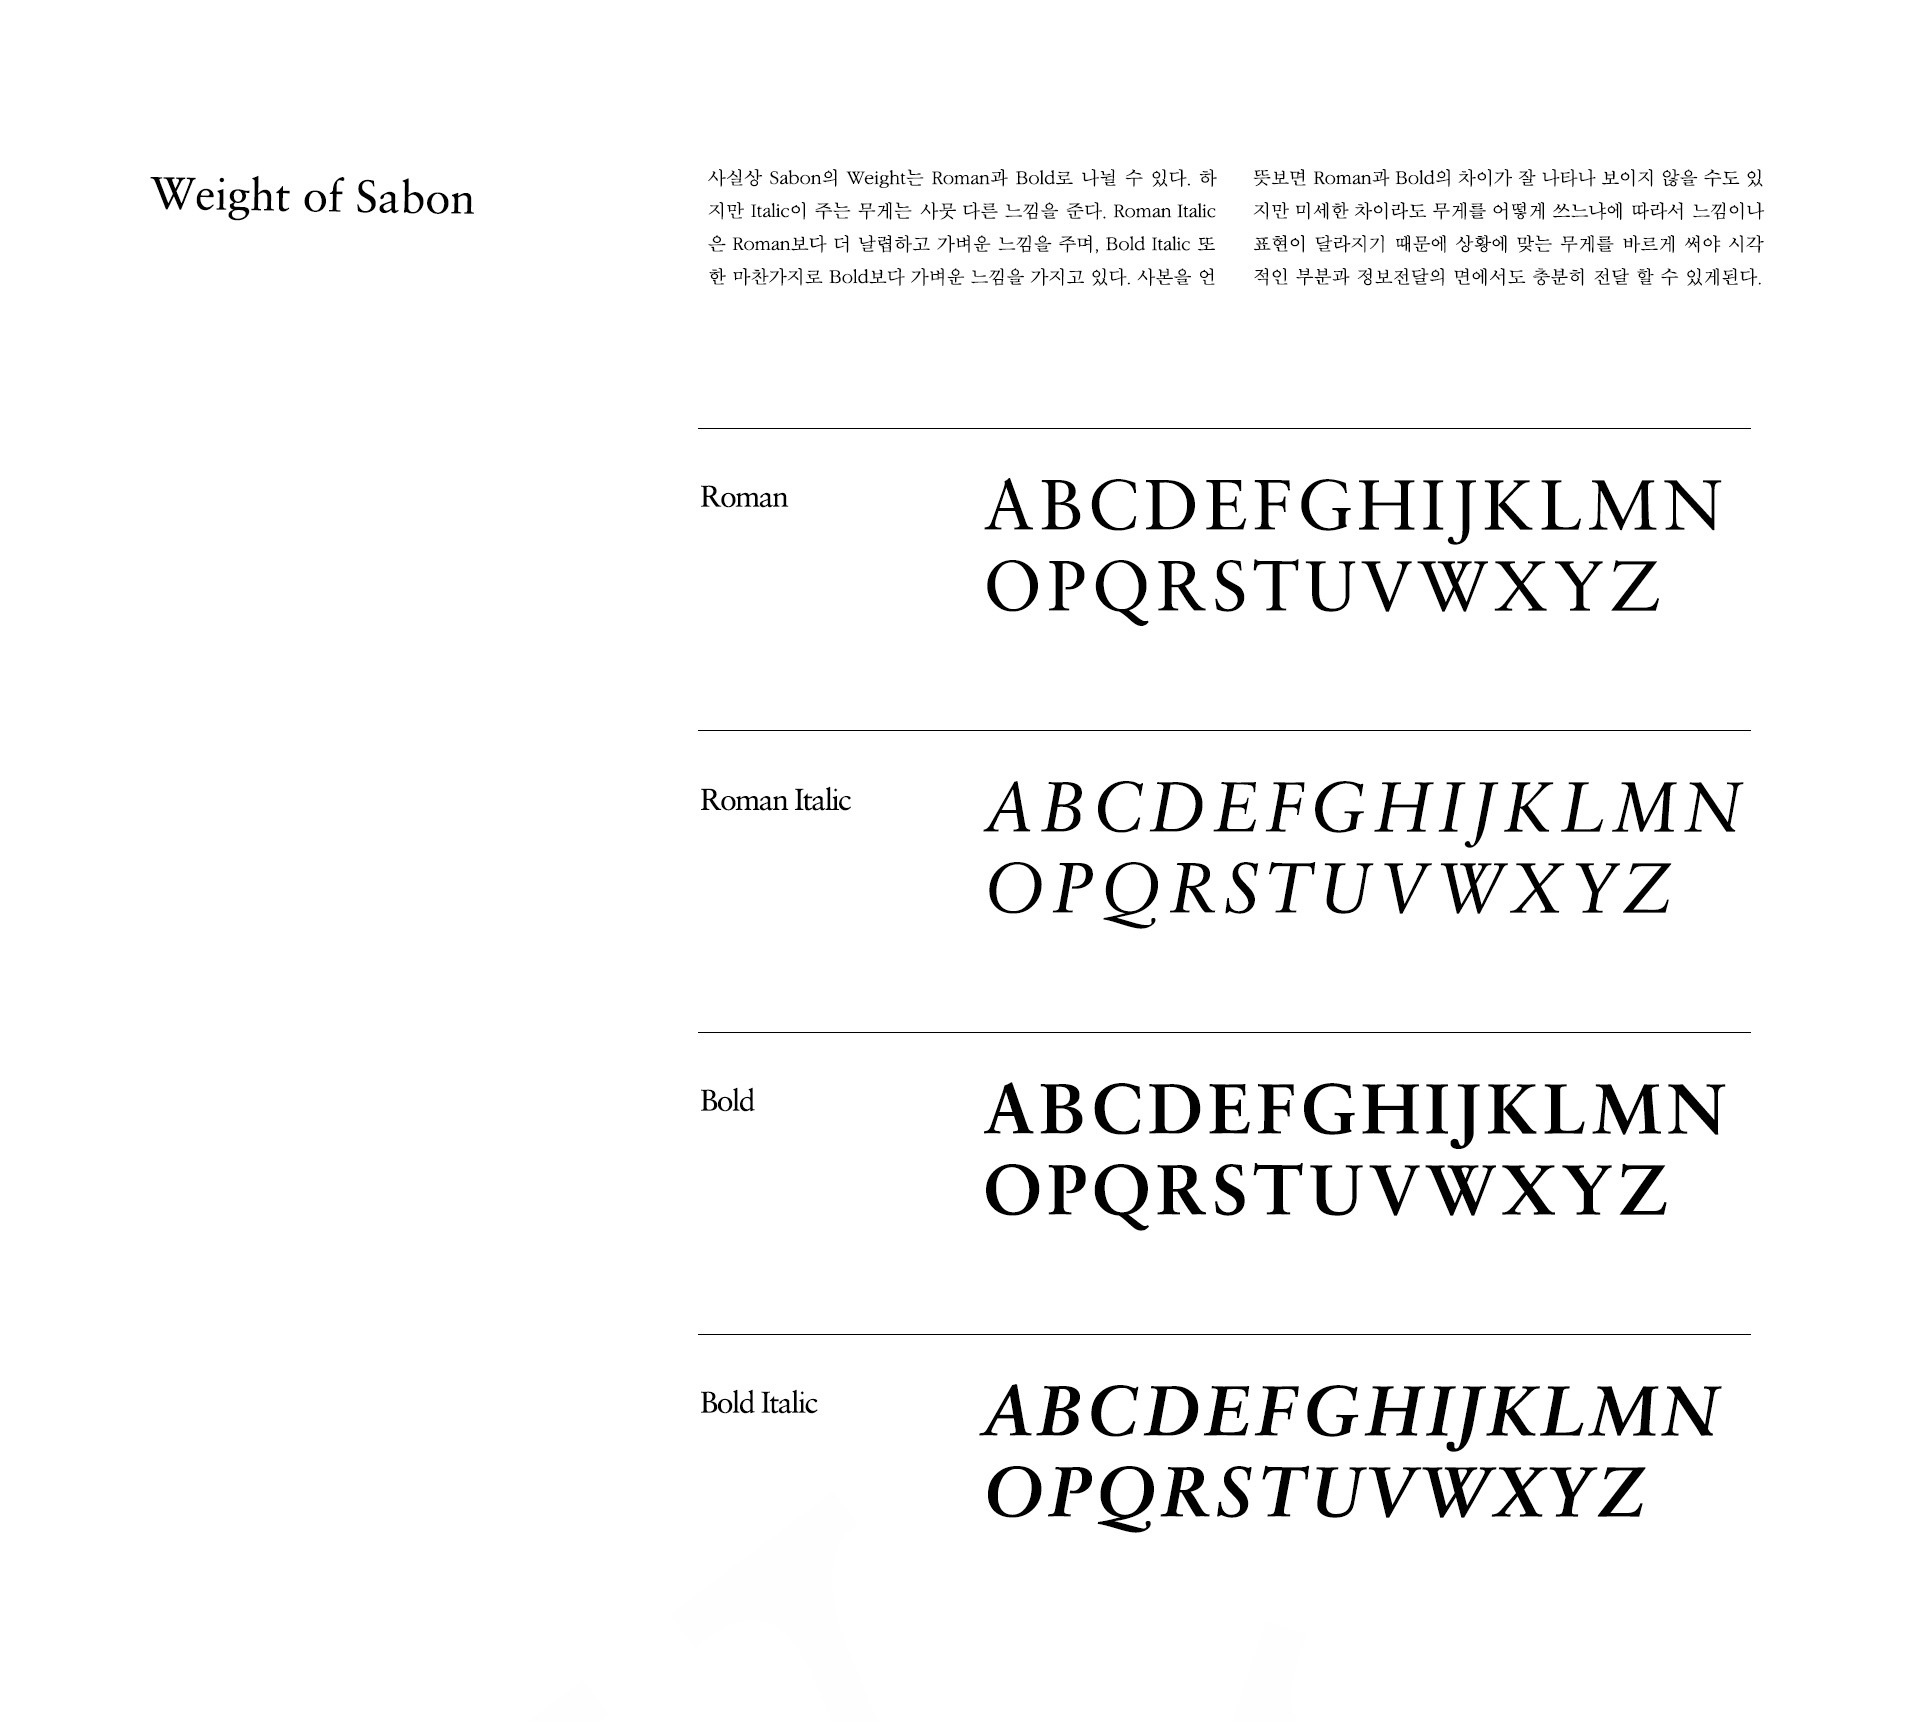 Weight of Sabon
사실상 Sabon의 Weight는 Roman과 Bold로 나뉠 수 있다. 하
지만 Italic이 주는 무게는 사뭇 다른 느낌을 준다. Roman Italic
은 Roman보다 더 날렵하고 가벼운 느낌을 주며, Bold Italic 또
한 마찬가지로 Bold보다 가벼운 느낌을 가지고 있다. 사본을 언
뜻보면 Roman과 Bold의 차이가 잘 나타나 보이지 않을 수도 있
지만 미세한 차이라도 무게를 어떻게 쓰느냐에 따라서 느낌이나
표현이 달라지기 때문에 상황에 맞는 무게를 바르게 써야 시각
적인 부분과 정보전달의 면에서도 충분히 전달 할 수 있게된다.
Roman
ABCDEFGHIJKLMN
OPQRSTUVWXYZ
Roman Italic
ABCDEFGHIJKLMN
OPQRSTUVWXYZ
Bold
ABCDEFGHIJKLMN
OPQRSTUVWXYZ
Bold Italic
ABCDEFGHIJKLMN
OPQRSTUVWXYZ